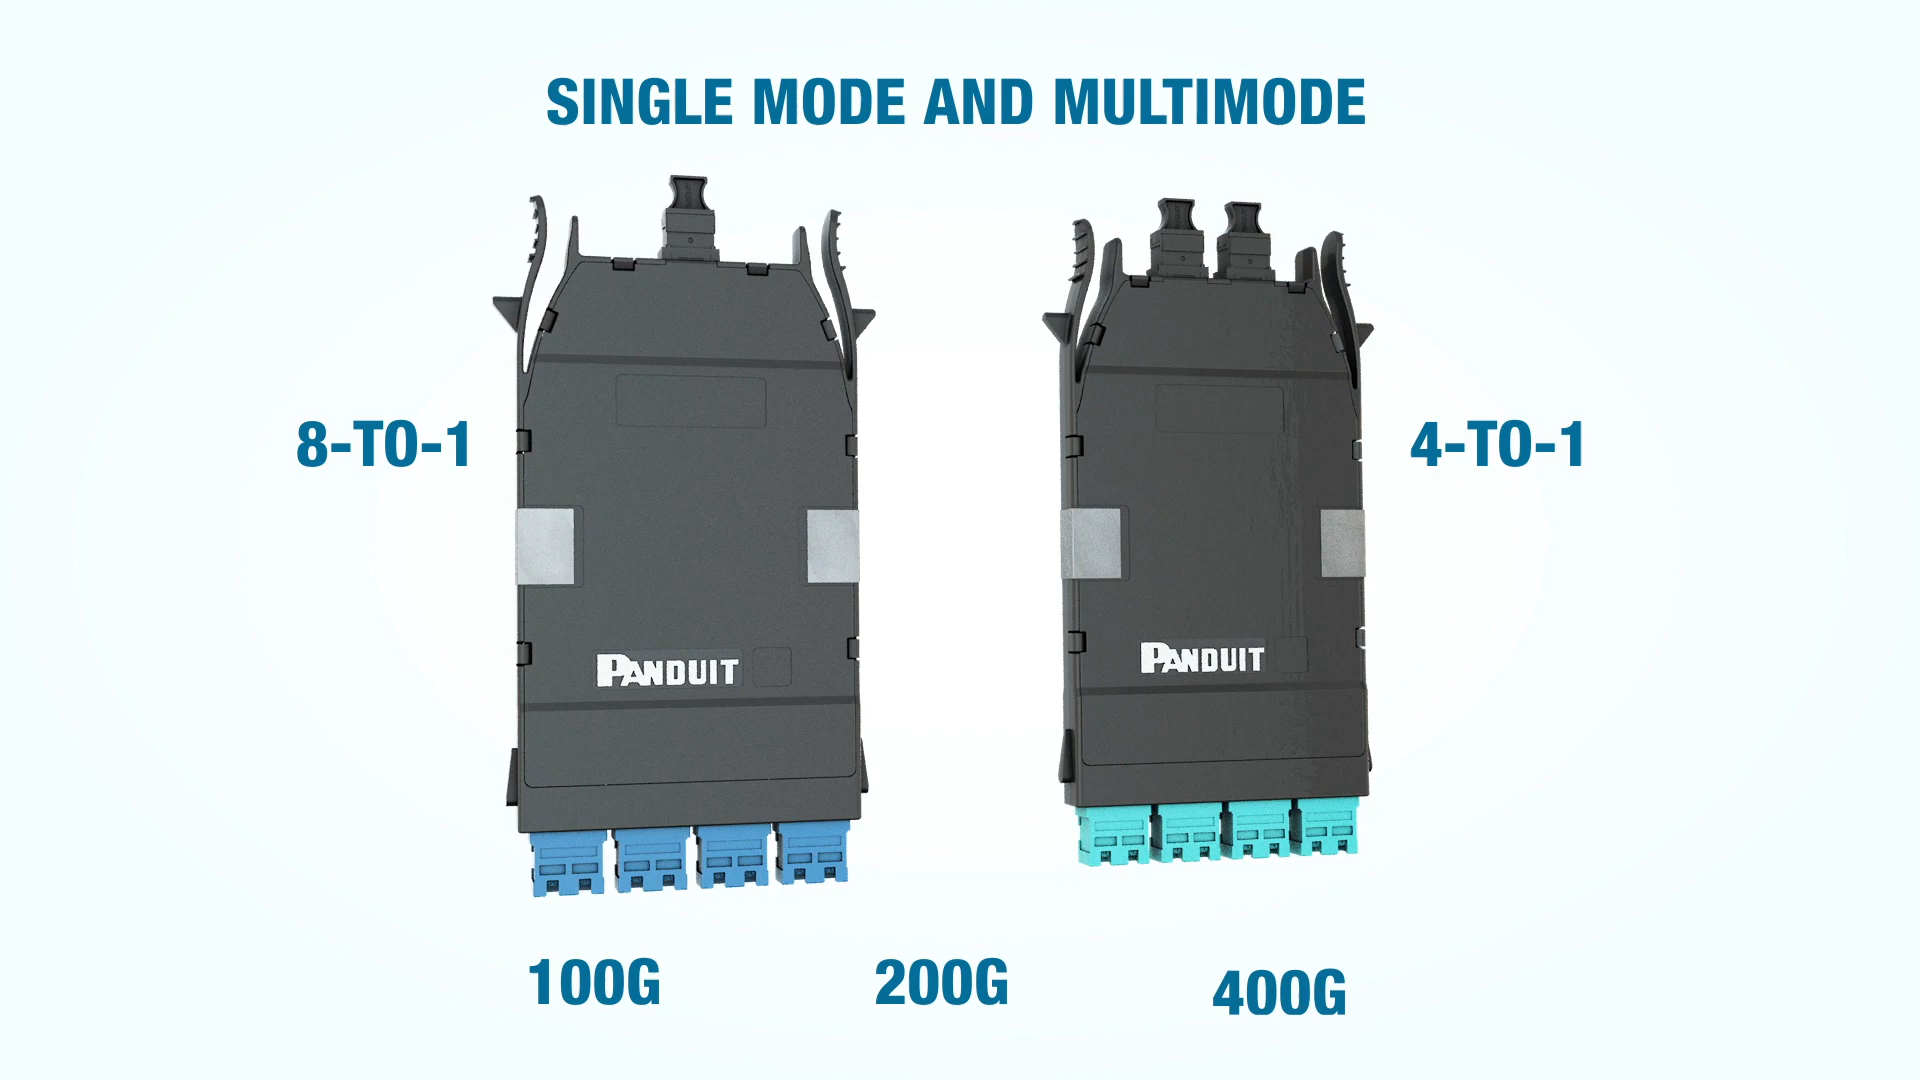 SINGLE MODE AND MULTIMODE
8-TO-1
4-TO-1
PANDUIT
PANDUIT
100G
200G
400G